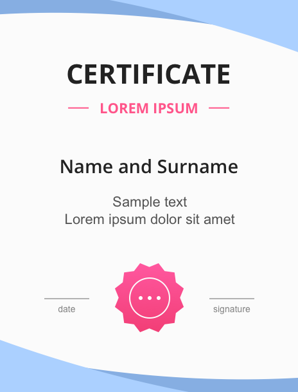 CERTIFICATE
LOREM IPSUM
Name and Surname
Sample text
Lorem ipsum dolor sit amet
date
signature